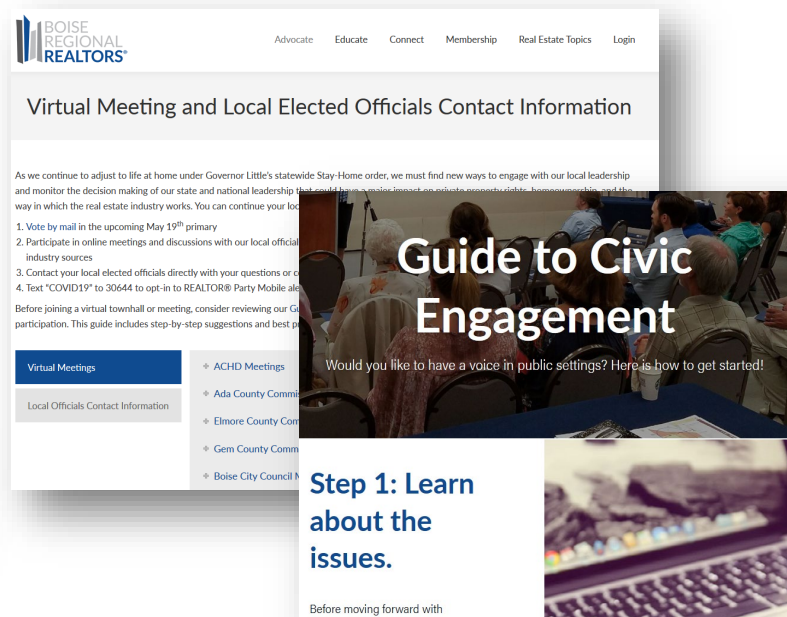 BOISE
REGIONAL
REALTORS®
Advocate Educate Connect Membership Real Estate Topics Login
Virtual Meeting and Local Elected Officials Contact Information
As we continue to adjust to life at home under Governor Little's statewide Stay-Home order, we must find new ways to engage with our local leadership
and monitor the decision making of our state and national leadership that could have a major impact on private property rights, homeownership, and the
way in which the real estate industry works. You can continue your loc
1. Vote by mail in the upcoming May 19th primary
2. Participate in online meetings and discussions with our local official
industry sources
3. Contact your local elected officials directly with your questions or c
4. Text "COVID19" to 30644 to opt-in to REALTOR® Party Mobile ale
Before joining a virtual townhall or meeting, consider reviewing our Gu
participation. This guide includes step-by-step suggestions and best p
Virtual Meetings
Local Officials Contact Information
+ ACHD Meetings
+ Ada County Commis
+ Elmore County Com
+ Gem County Comm
+ Boise City Council M
Guide to Civic
Engagement
Would you like to have a voice in public settings? Here is how to get started!
Step 1: Learn
about the
issues.
Before moving forward with